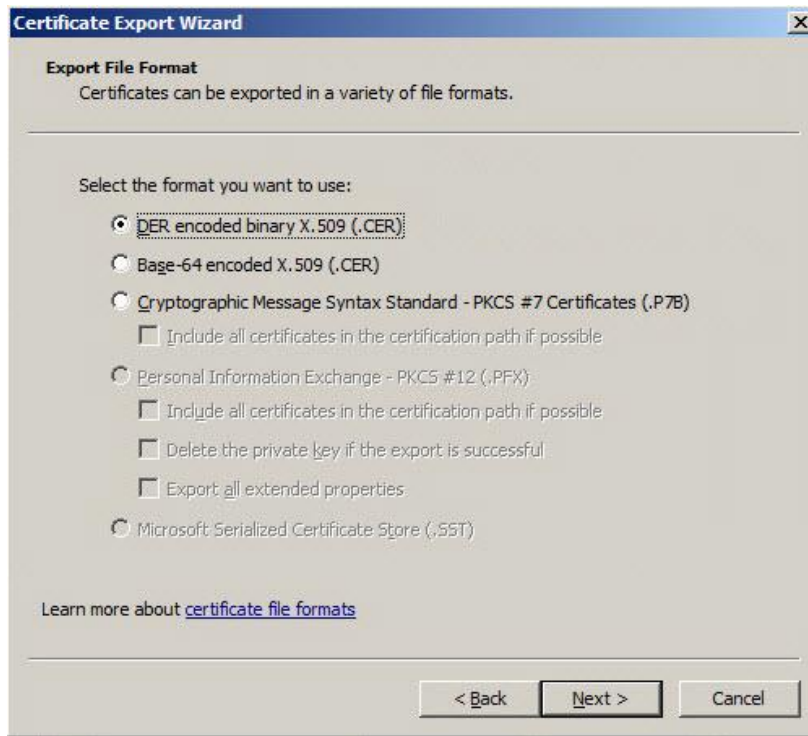 Certificate Export Wizard
Export File Format
Certificates can be exported in a variety of file formats.
Select the format you want to use:
DER encoded binary X.509 (.CER)
Base-64 encoded X.509 (.CER)
Cryptographic Message Syntax Standard - PKCS #7 Certificates (.P7B)
Include all certificates in the certification path if possible
Personal Information Exchange - PKCS #12 (.PFX)
Include all certificates in the certification path if possible
Delete the private key if the export is successful
Export all extended properties
Microsoft Serialized Certificate Store (.SST)
Learn more about certificate file formats
< Back Next > Cancel